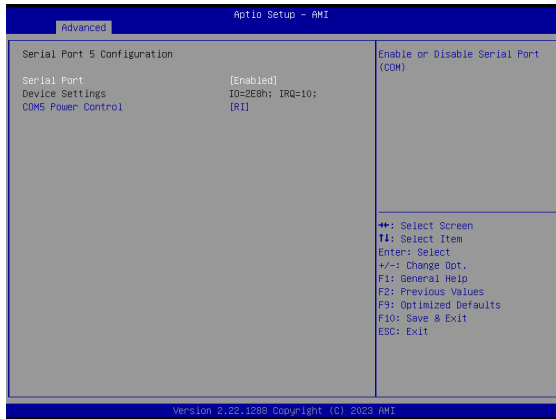 Aptio Setup - AMI
Advanced
Serial Port 5 Configuration
Serial Port [Enabled]
Device Settings IO=2E8h; IRQ=10;
COM5 Power Control [RI]
Enable or Disable Serial Port
(COM)
→←: Select Screen
↑↓: Select Item
Enter: Select
+/-: Change Opt.
F1: General Help
F2: Previous Values
F9: Optimized Defaults
F10: Save & Exit
ESC: Exit
Version 2.22.1288 Copyright (C) 2023 AMI